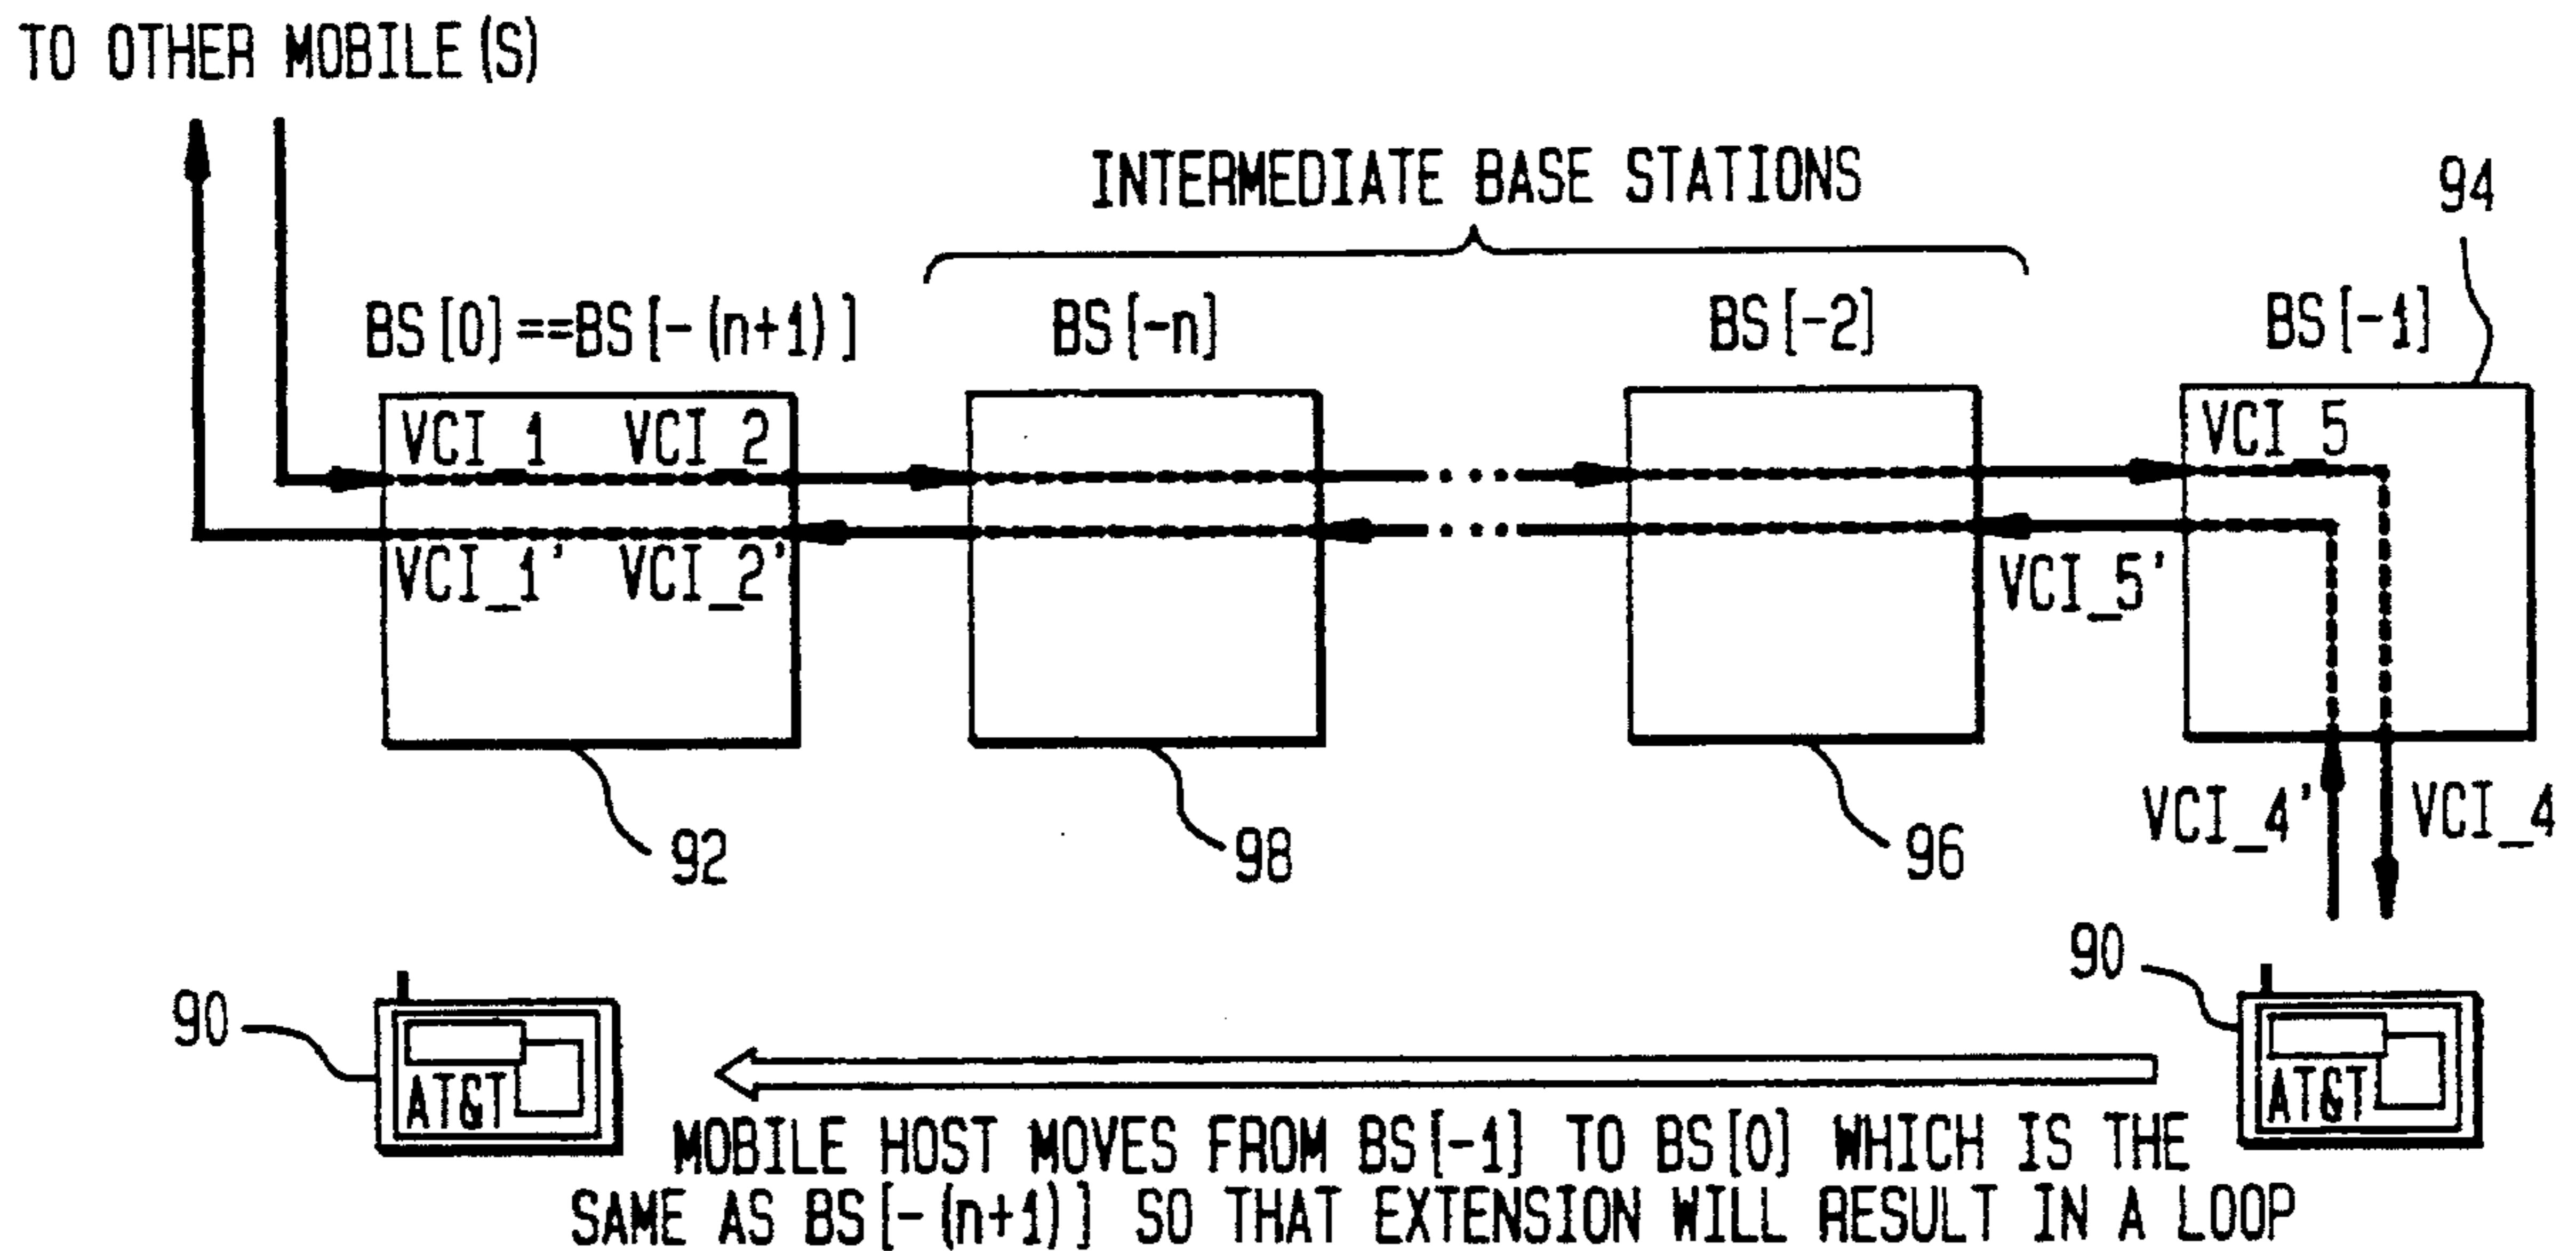 TO OTHER MOBILE(S)
INTERMEDIATE BASE STATIONS
94
BS[0]==BS[-(n+1)]
BS[-n]
BS[-2]
BS[-1]
VCI_1
VCI_2
VCI_5
VCI_1'
VCI_2'
VCI_5'
VCI_4'
VCI_4
92
98
96
90
90
AT&T
AT&T
MOBILE HOST MOVES FROM BS[-1] TO BS[0] WHICH IS THE
SAME AS BS[-(n+1)] SO THAT EXTENSION WILL RESULT IN A LOOP